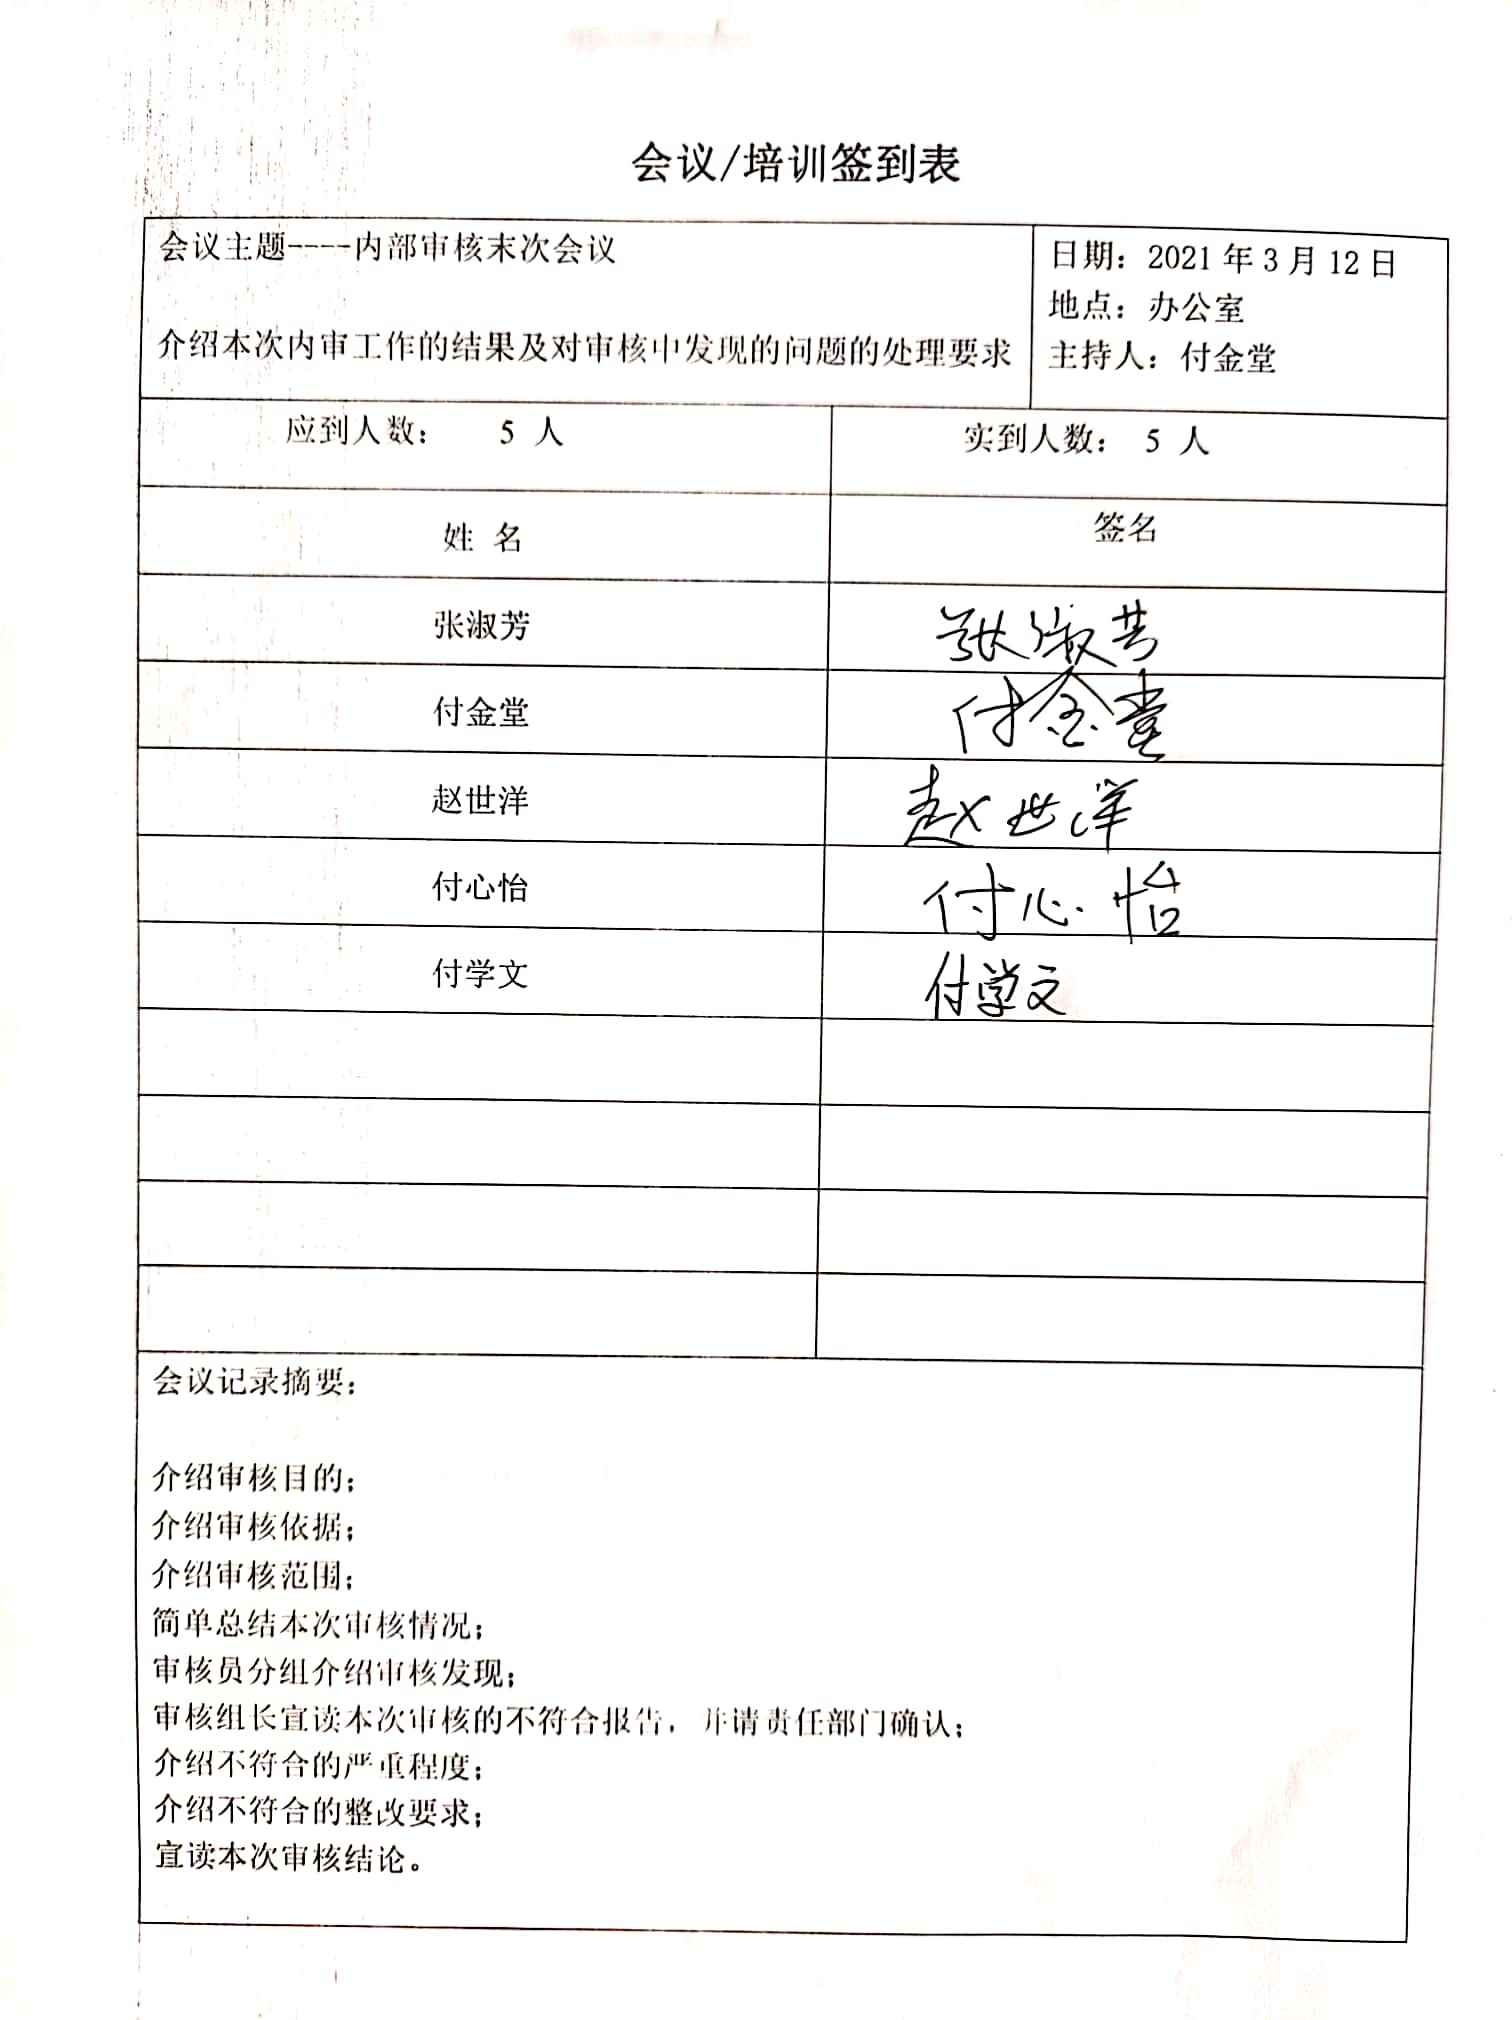 会议/培训签到表
会议主题----内部审核末次会议
介绍本次内审工作的结果及对审核中发现的问题的处理要求
日期：2021 年 3 月 12 日
地点：办公室
主持人：付金堂
应到人数： 5 人
实到人数： 5 人
姓 名
签名
张淑芳
张淑芳
付金堂
付金堂
赵世洋
赵世洋
付心怡
付心怡
付学文
付学文
会议记录摘要：
介绍审核目的；
介绍审核依据；
介绍审核范围；
简单总结本次审核情况；
审核员分组介绍审核发现；
审核组长宣读本次审核的不符合报告，并请责任部门确认；
介绍不符合的严重程度；
介绍不符合的整改要求；
宣读本次审核结论。